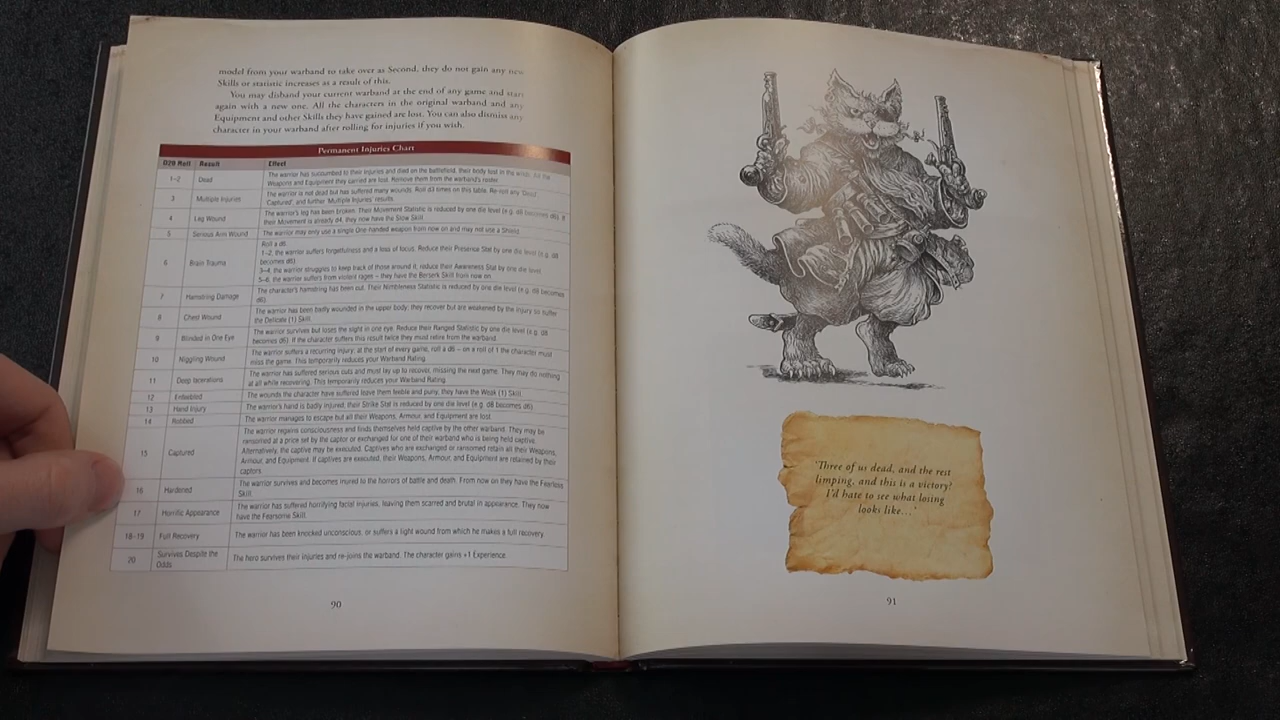 model from your warband to take over as Second, they do not gain any new
Skills or statistic increases as a result of this.
You may disband your current warband at the end of any game and start
again with a new one. All the characters in the original warband and any
Equipment and other Skills they have gained are lost. You can also dismiss any
character in your warband after rolling for injuries if you wish.
Permanent Injuries Chart
D20 Roll Result Effect
1–2 Dead The warrior has succumbed to their injuries and died on the battlefield, their body lost in the wilds. All the
Weapons and Equipment they carried are lost. Remove them from the warband's roster.
3 Multiple Injuries The warrior is not dead but has suffered many wounds. Roll d3 times on this table. Re-roll any 'Dead',
'Captured', and further 'Multiple Injuries' results.
4 Leg Wound The warrior's leg has been broken. Their Movement Statistic is reduced by one die level (e.g. d8 becomes d6). If
their Movement is already d4, they now have the Slow Skill.
5 Serious Arm Wound The warrior may only use a single One-handed weapon from now on and may not use a Shield.
6 Brain Trauma Roll a d6.
1–2, the warrior suffers forgetfulness and a loss of focus. Reduce their Presence Stat by one die level (e.g. d8
becomes d6).
3–4, the warrior struggles to keep track of those around it; reduce their Awareness Stat by one die level.
5–6, the warrior suffers from violent rages – they have the Berserk Skill from now on.
7 Hamstring Damage The character's hamstring has been cut. Their Nimbleness Statistic is reduced by one die level (e.g. d8 becomes
d6).
8 Chest Wound The warrior has been badly wounded in the upper body; they recover but are weakened by the injury so suffer
the Delicate (1) Skill.
9 Blinded in One Eye The warrior survives but loses the sight in one eye. Reduce their Ranged Statistic by one die level (e.g. d8
becomes d6). If the character suffers this result twice they must retire from the warband.
10 Niggling Wound The warrior suffers a recurring injury; at the start of every game, roll a d6 – on a roll of 1 the character must
miss the game. This temporarily reduces your Warband Rating.
11 Deep lacerations The warrior has suffered serious cuts and must lay up to recover, missing the next game. They may do nothing
at all while recovering. This temporarily reduces your Warband Rating.
12 Enfeebled The wounds the character have suffered leave them feeble and puny; they have the Weak (1) Skill.
13 Hand Injury The warrior's hand is badly injured, their Strike Stat is reduced by one die level (e.g. d8 becomes d6).
14 Robbed The warrior manages to escape but all their Weapons, Armour, and Equipment are lost.
15 Captured The warrior regains consciousness and finds themselves held captive by the other warband. They may be
ransomed at a price set by the captor or exchanged for one of their warband who is being held captive.
Alternatively, the captive may be executed. Captives who are exchanged or ransomed retain all their Weapons,
Armour, and Equipment. If captives are executed, their Weapons, Armour, and Equipment are retained by their
captors.
16 Hardened The warrior survives and becomes inured to the horrors of battle and death. From now on they have the Fearless
Skill.
17 Horrific Appearance The warrior has suffered horrifying facial injuries, leaving them scarred and brutal in appearance. They now
have the Fearsome Skill.
18–19 Full Recovery The warrior has been knocked unconscious, or suffers a light wound from which he makes a full recovery.
20 Survives Despite the
Odds The hero survives their injuries and re-joins the warband. The character gains +1 Experience.
90
'Three of us dead, and the rest
limping, and this is a victory?
I'd hate to see what losing
looks like…'
91